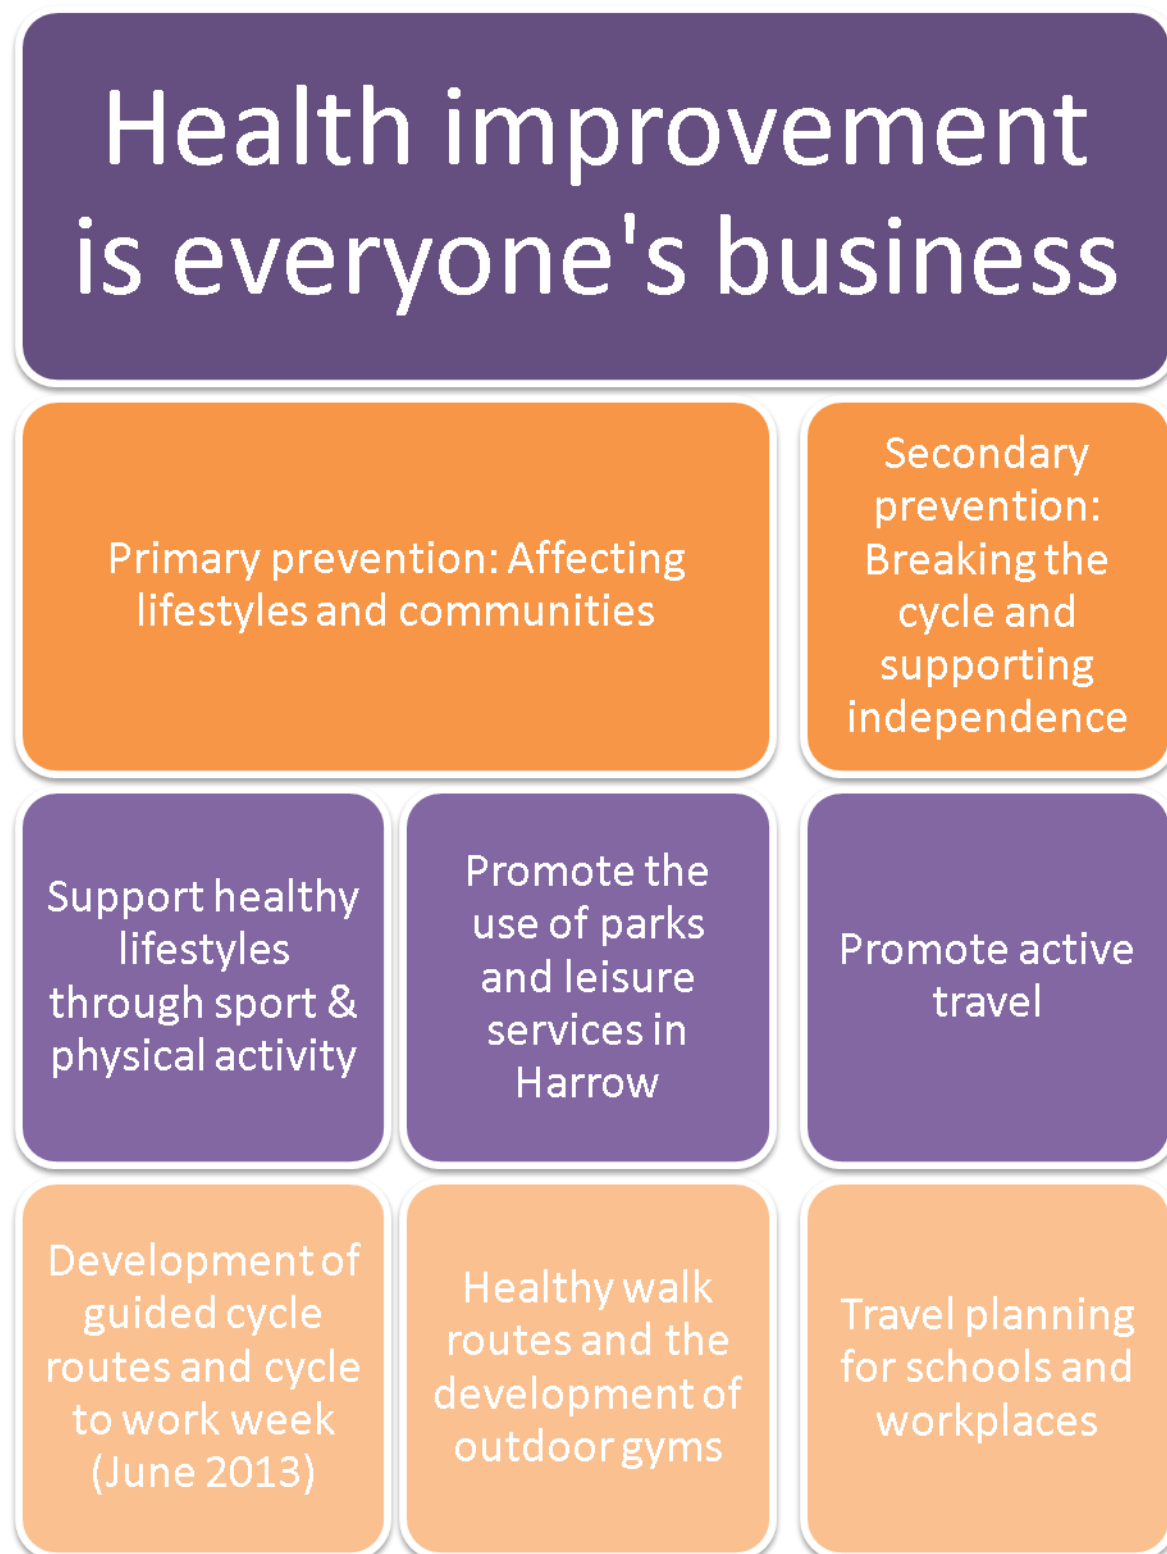 Health improvement
is everyone's business
Primary prevention: Affecting
lifestyles and communities
Secondary
prevention:
Breaking the
cycle and
supporting
independence
Support healthy
lifestyles
through sport &
physical activity
Promote the
use of parks
and leisure
services in
Harrow
Promote active
travel
Development of
guided cycle
routes and cycle
to work week
(June 2013)
Healthy walk
routes and the
development of
outdoor gyms
Travel planning
for schools and
workplaces